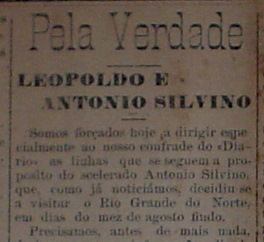 Pela Verdade
LEOPOLDO E
ANTONIO SILVINO
Somos forçados hoje a dirigir espe-
cialmente ao nosso confrade do «Dia-
rio» as linhas que se seguem a
proposito do scelerado Antonio Silvino,
que, como já noticiámos, decidiu-se
a visitar o Rio Grande do Norte,
em dias do mez de agosto findo.
Precisamos, antes de mais nada,